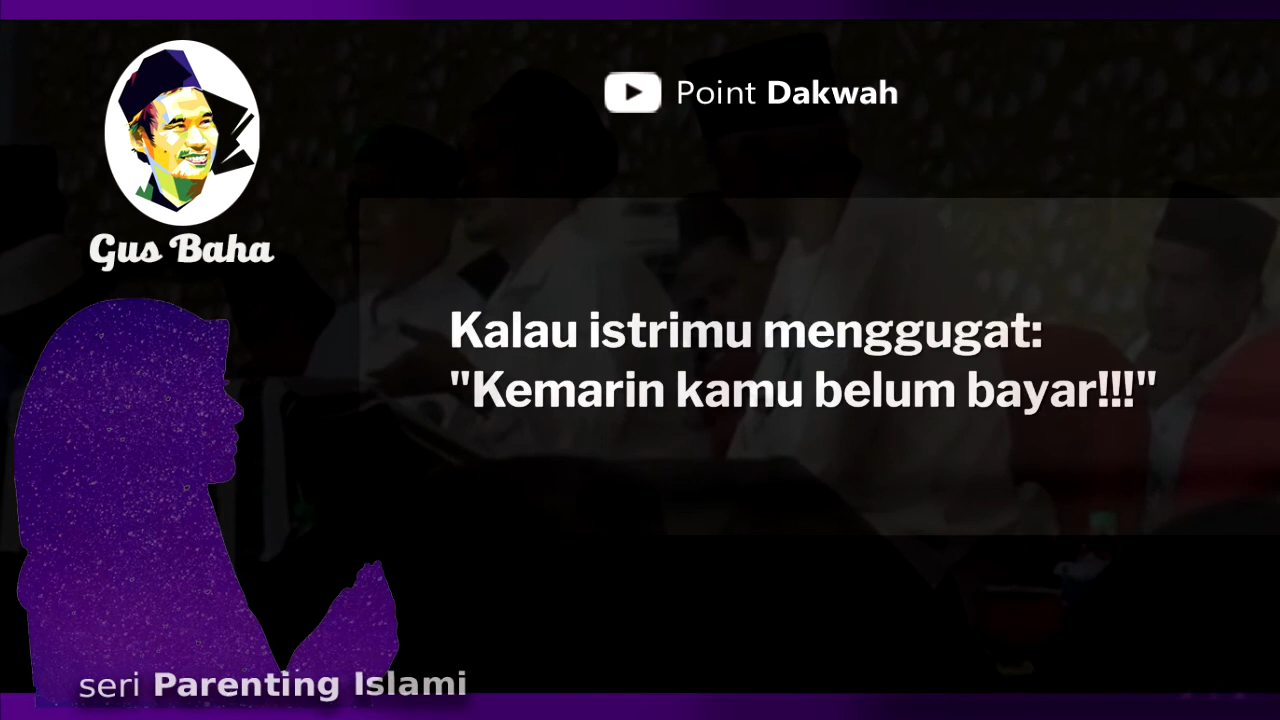 Point Dakwah
Gus Baha
Kalau istrimu menggugat:
"Kemarin kamu belum bayar!!!"
seri Parenting Islami